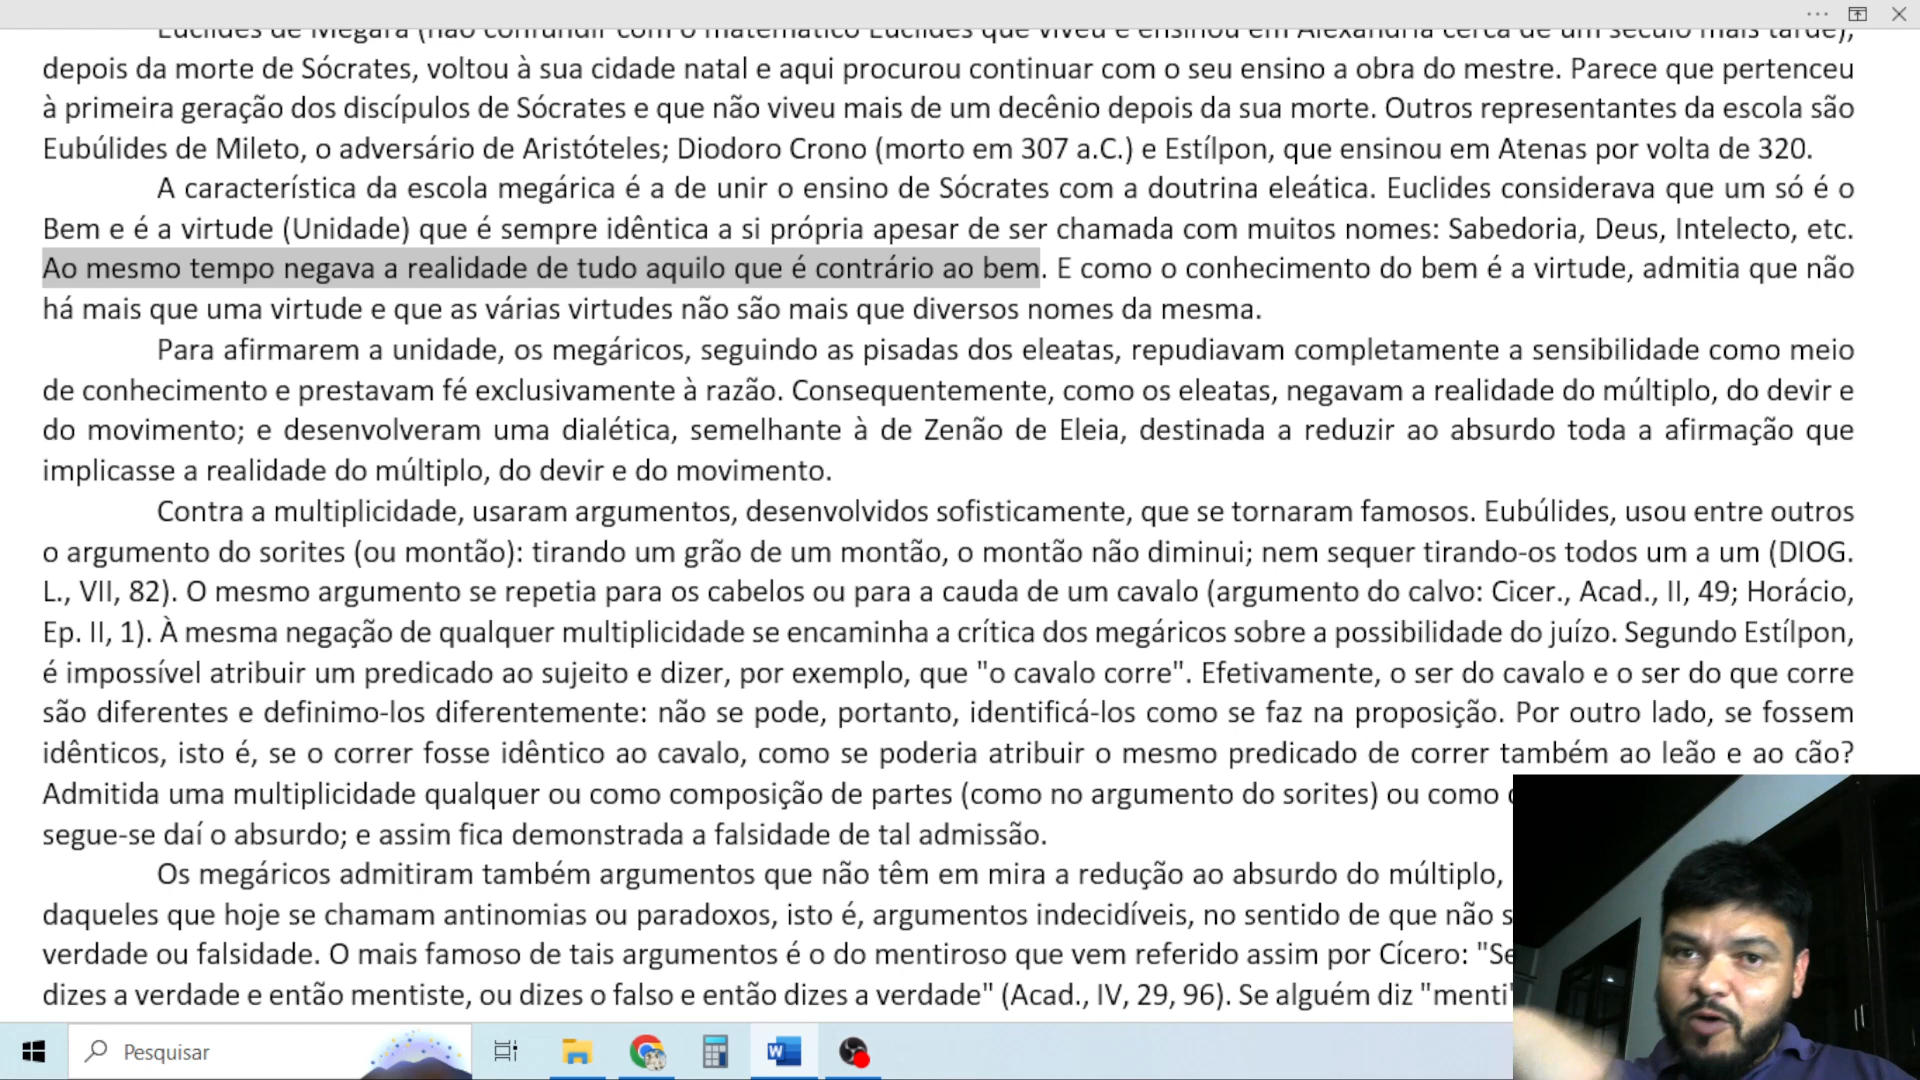 Euclides de Mégara (não confundir com o matemático Euclides que viveu e ensinou em Alexandria cerca de um século mais tarde),
depois da morte de Sócrates, voltou à sua cidade natal e aqui procurou continuar com o seu ensino a obra do mestre. Parece que pertenceu
à primeira geração dos discípulos de Sócrates e que não viveu mais de um decênio depois da sua morte. Outros representantes da escola são
Eubúlides de Mileto, o adversário de Aristóteles; Diodoro Crono (morto em 307 a.C.) e Estílpon, que ensinou em Atenas por volta de 320.
A característica da escola megárica é a de unir o ensino de Sócrates com a doutrina eleática. Euclides considerava que um só é o
Bem e é a virtude (Unidade) que é sempre idêntica a si própria apesar de ser chamada com muitos nomes: Sabedoria, Deus, Intelecto, etc.
Ao mesmo tempo negava a realidade de tudo aquilo que é contrário ao bem. E como o conhecimento do bem é a virtude, admitia que não
há mais que uma virtude e que as várias virtudes não são mais que diversos nomes da mesma.
Para afirmarem a unidade, os megáricos, seguindo as pisadas dos eleatas, repudiavam completamente a sensibilidade como meio
de conhecimento e prestavam fé exclusivamente à razão. Consequentemente, como os eleatas, negavam a realidade do múltiplo, do devir e
do movimento; e desenvolveram uma dialética, semelhante à de Zenão de Eleia, destinada a reduzir ao absurdo toda a afirmação que
implicasse a realidade do múltiplo, do devir e do movimento.
Contra a multiplicidade, usaram argumentos, desenvolvidos sofisticamente, que se tornaram famosos. Eubúlides, usou entre outros
o argumento do sorites (ou montão): tirando um grão de um montão, o montão não diminui; nem sequer tirando-os todos um a um (DIOG.
L., VII, 82). O mesmo argumento se repetia para os cabelos ou para a cauda de um cavalo (argumento do calvo: Cicer., Acad., II, 49; Horácio,
Ep. II, 1). À mesma negação de qualquer multiplicidade se encaminha a crítica dos megáricos sobre a possibilidade do juízo. Segundo Estílpon,
é impossível atribuir um predicado ao sujeito e dizer, por exemplo, que "o cavalo corre". Efetivamente, o ser do cavalo e o ser do que corre
são diferentes e definimo-los diferentemente: não se pode, portanto, identificá-los como se faz na proposição. Por outro lado, se fossem
idênticos, isto é, se o correr fosse idêntico ao cavalo, como se poderia atribuir o mesmo predicado de correr também ao leão e ao cão?
Admitida uma multiplicidade qualquer ou como composição de partes (como no argumento do sorites) ou como
segue-se daí o absurdo; e assim fica demonstrada a falsidade de tal admissão.
Os megáricos admitiram também argumentos que não têm em mira a redução ao absurdo do múltiplo,
daqueles que hoje se chamam antinomias ou paradoxos, isto é, argumentos indecidíveis, no sentido de que não
verdade ou falsidade. O mais famoso de tais argumentos é o do mentiroso que vem referido assim por Cícero: "Se
dizes a verdade e então mentiste, ou dizes o falso e então dizes a verdade" (Acad., IV, 29, 96). Se alguém diz "menti"
Pesquisar